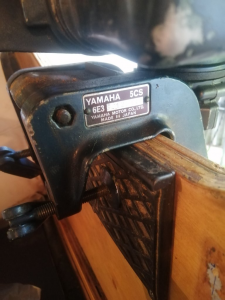 YAMAHA 5CS
6E3
YAMAHA MOTOR CO.,LTD.
MADE IN JAPAN